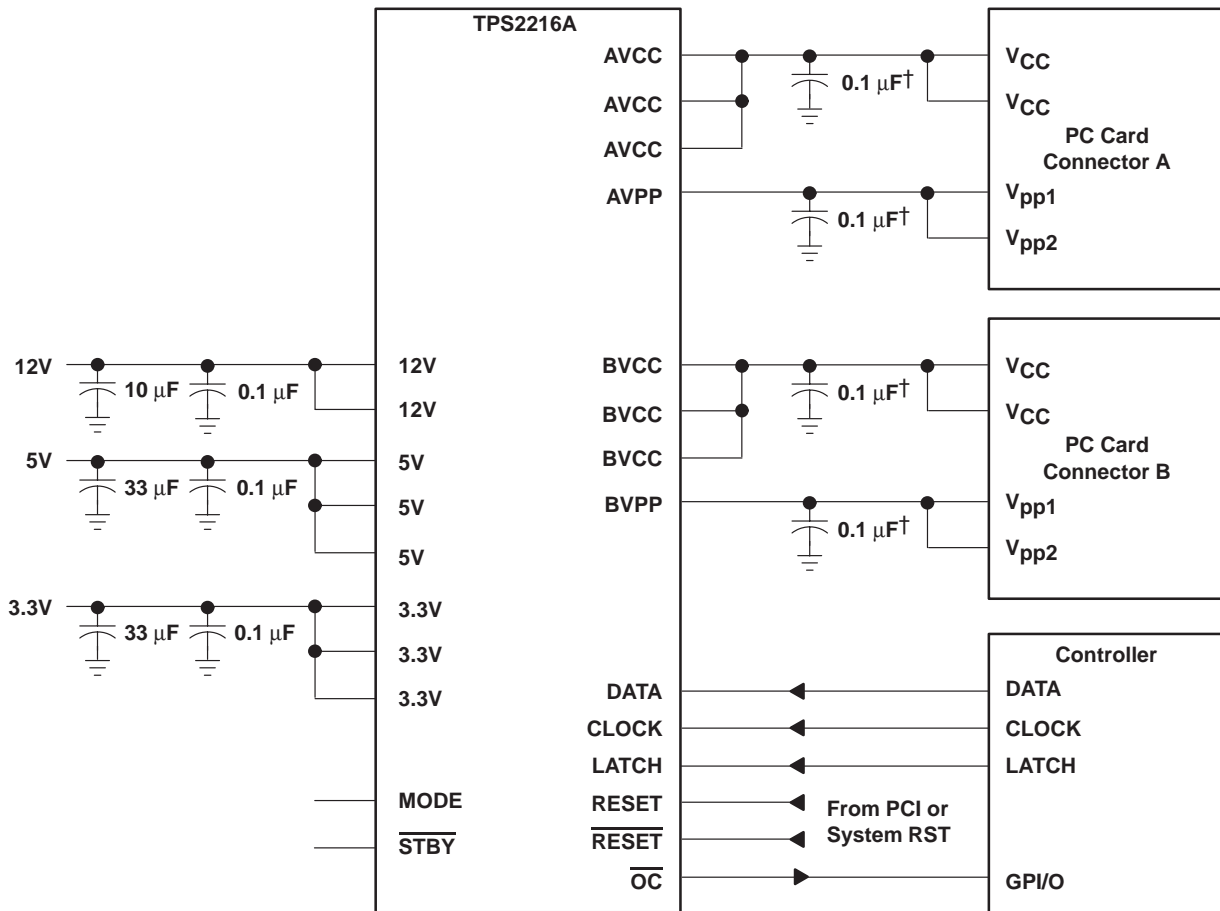 TPS2216A
AVCC
AVCC
AVCC
AVPP
0.1 μF†
0.1 μF†
VCC
VCC
PC Card
Connector A
Vpp1
Vpp2
12V
10 μF
0.1 μF
12V
12V
5V
33 μF
0.1 μF
5V
5V
5V
3.3V
33 μF
0.1 μF
3.3V
3.3V
3.3V
BVCC
BVCC
BVCC
BVPP
0.1 μF†
0.1 μF†
VCC
VCC
PC Card
Connector B
Vpp1
Vpp2
MODE
STBY
DATA
CLOCK
LATCH
RESET
RESET
OC
From PCI or
System RST
Controller
DATA
CLOCK
LATCH
GPI/O